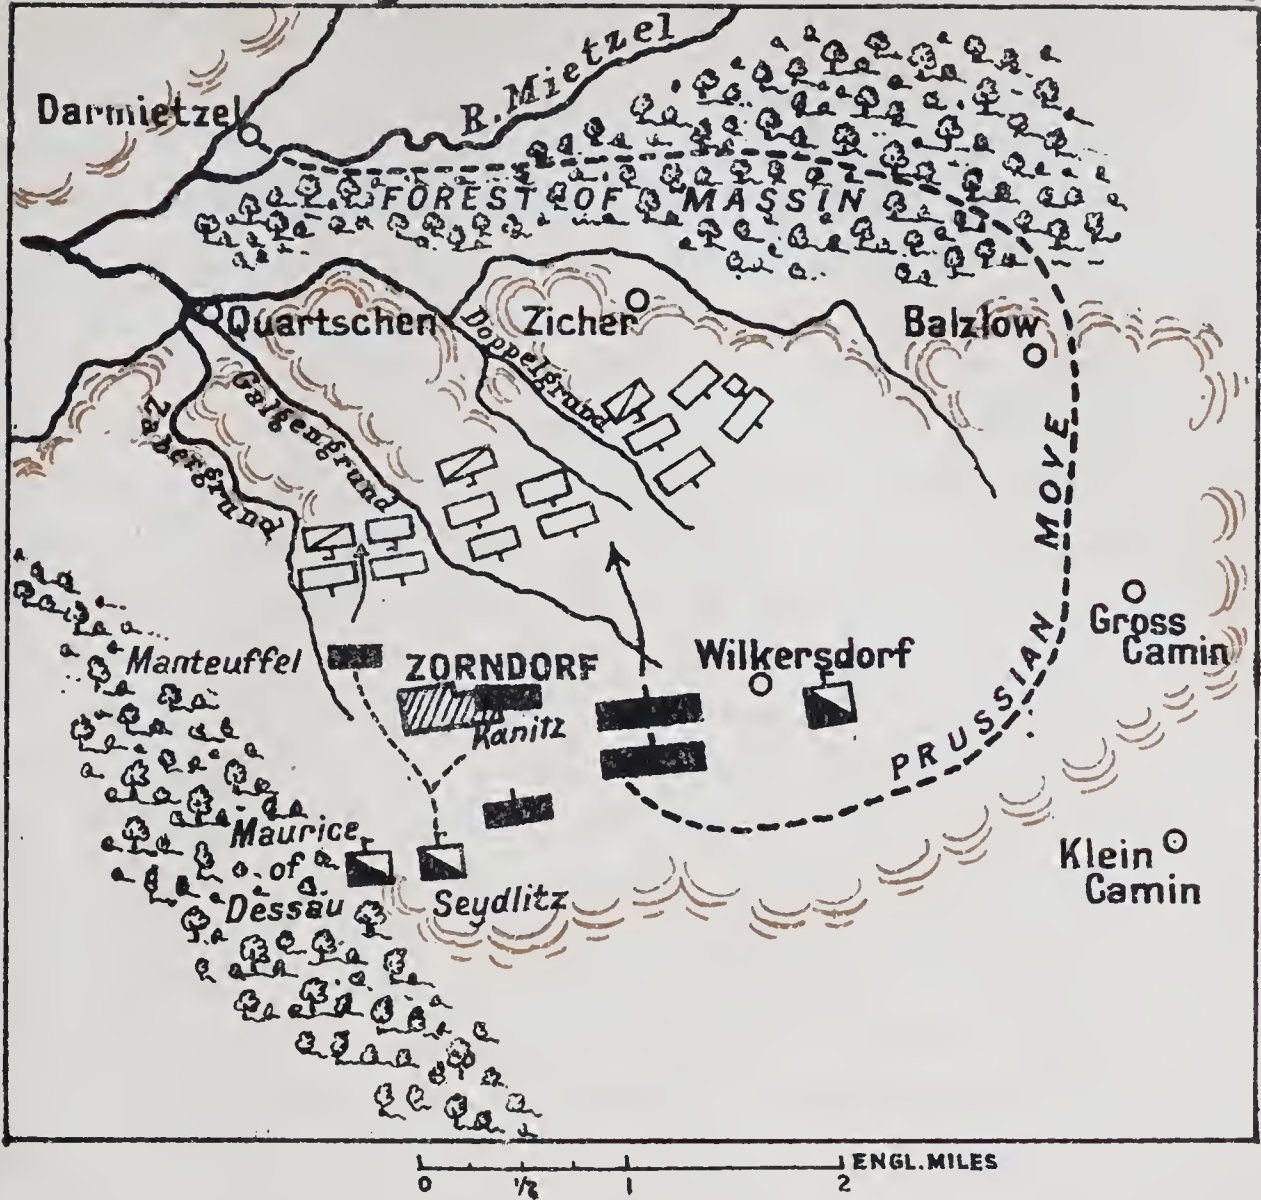 R. Mietzel
Darmietzel
FOREST OF MASSIN
Quartschen
Zicher
Balzlow
Doppelgrund
Galgengrund
Zabergrund
PRUSSIAN MOVE
Gross
Camin
Manteuffel
ZORNDORF
Wilkersdorf
Kanitz
Maurice
of
Dessau
Seydlitz
Klein
Camin
ENGL. MILES
0 ½ 1 2